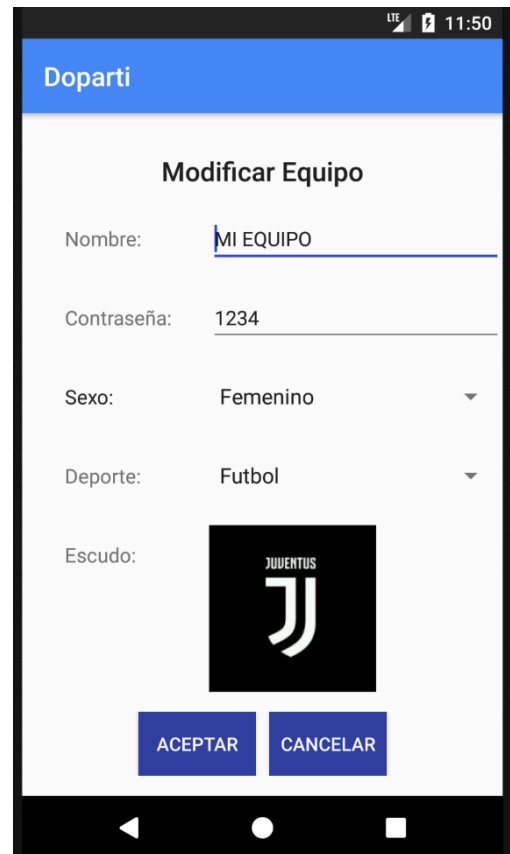 LTE 11:50
Doparti
Modificar Equipo
Nombre: MI EQUIPO
Contraseña: 1234
Sexo: Femenino
Deporte: Futbol
Escudo:
JUVENTUS
ACEPTAR CANCELAR